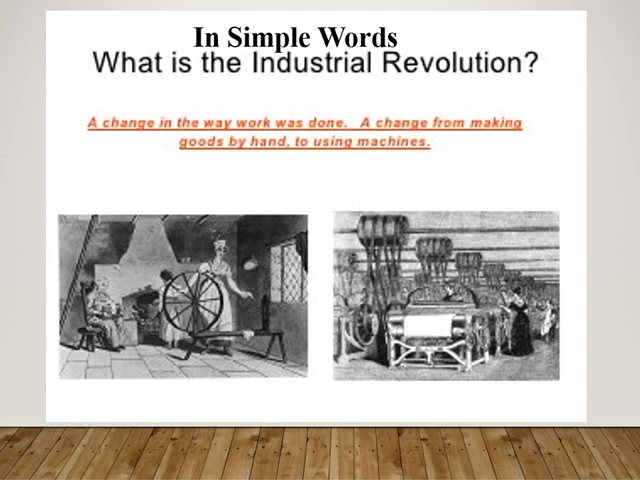 In Simple Words
What is the Industrial Revolution?
A change in the way work was done. A change from making
goods by hand, to using machines.